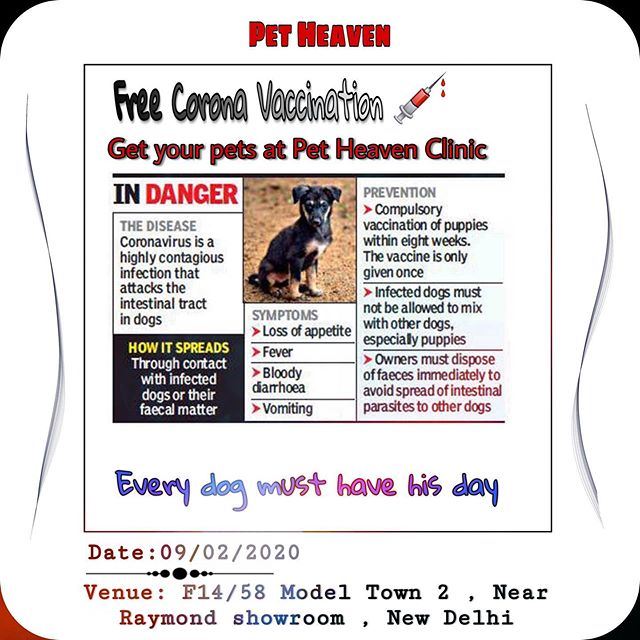 PET HEAVEN
Free Corona Vaccination
Get your pets at Pet Heaven Clinic
IN DANGER
THE DISEASE
Coronavirus is a
highly contagious
infection that
attacks the
intestinal tract
in dogs
HOW IT SPREADS
Through contact
with infected
dogs or their
faecal matter
SYMPTOMS
➤ Loss of appetite
➤ Fever
➤ Bloody
diarrhoea
➤ Vomiting
PREVENTION
➤ Compulsory
vaccination of puppies
within eight weeks.
The vaccine is only
given once
➤ Infected dogs must
not be allowed to mix
with other dogs,
especially puppies
➤ Owners must dispose
of faeces immediately to
avoid spread of intestinal
parasites to other dogs
Every dog must have his day
Date:09/02/2020
Venue: F14/58 Model Town 2 , Near
Raymond showroom , New Delhi